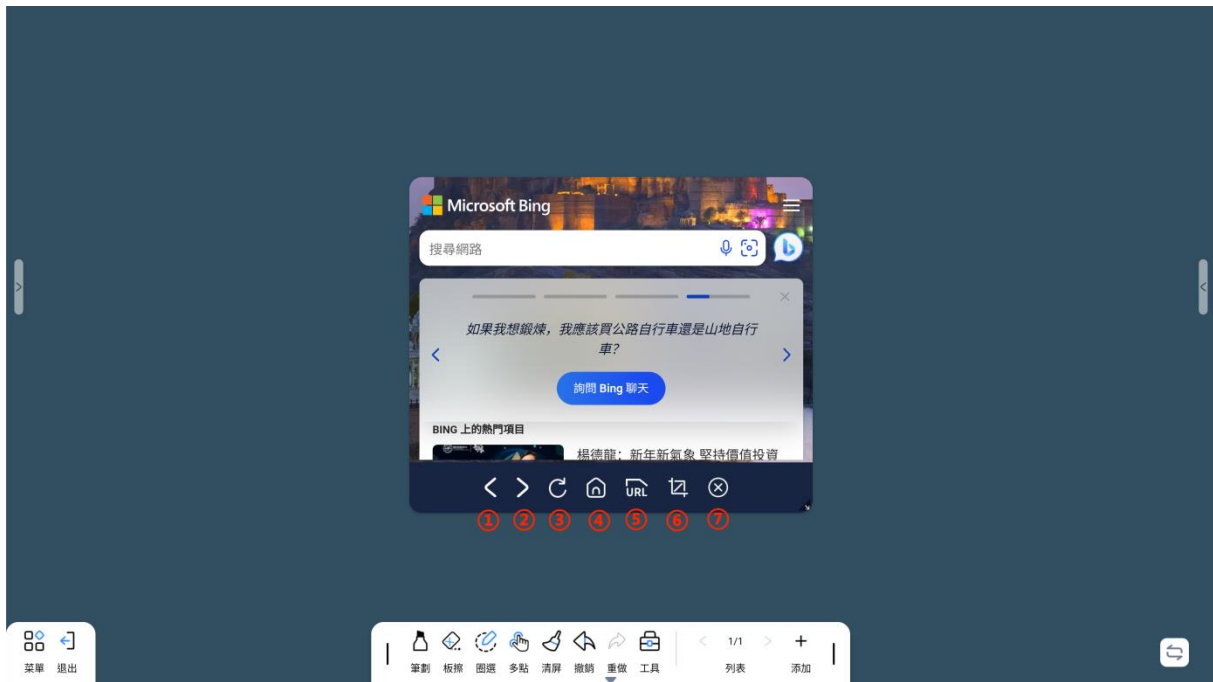 Microsoft Bing
搜尋網路
如果我想鍛煉，我應該買公路自行車還是山地自行
車?
詢問 Bing 聊天
BING 上的熱門項目
楊德龍：新年新氣象 堅持價值投資
URL
① ② ③ ④ ⑤ ⑥ ⑦
菜單 退出
筆劃 板擦 圈選 多點 清屏 撤銷 重做 工具
< 1/1 >
列表 添加